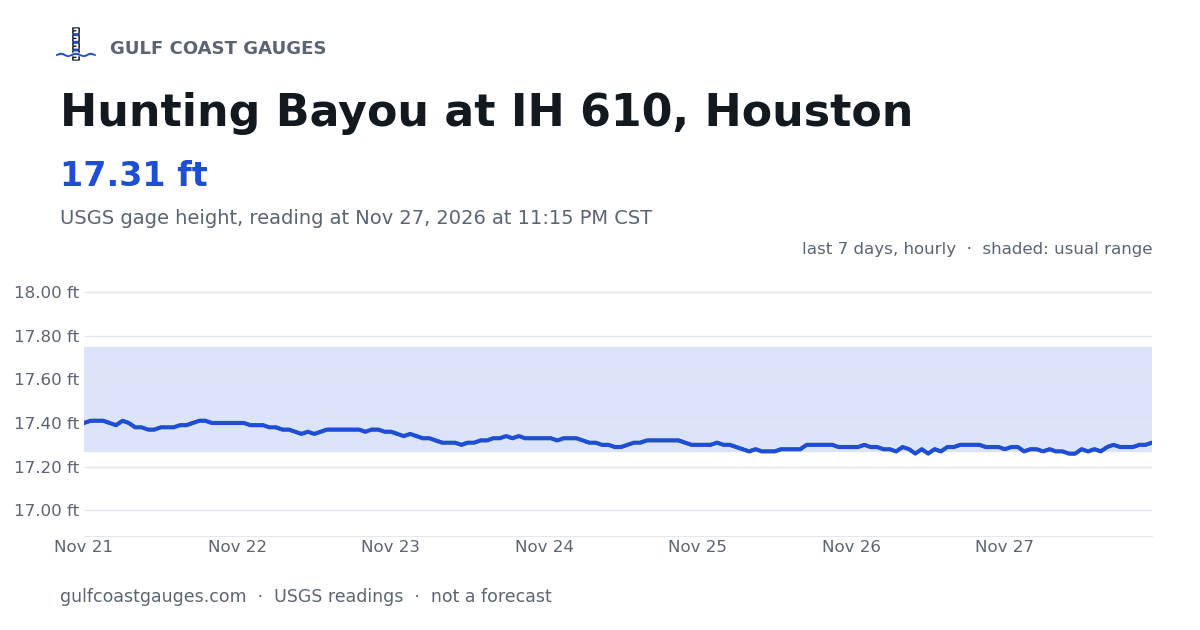 GULF COAST GAUGES
Hunting Bayou at IH 610, Houston
17.31 ft
USGS gage height, reading at Nov 27, 2026 at 11:15 PM CST
last 7 days, hourly · shaded: usual range
18.00 ft
17.80 ft
17.60 ft
17.40 ft
17.20 ft
17.00 ft
Nov 21 Nov 22 Nov 23 Nov 24 Nov 25 Nov 26 Nov 27
gulfcoastgauges.com · USGS readings · not a forecast